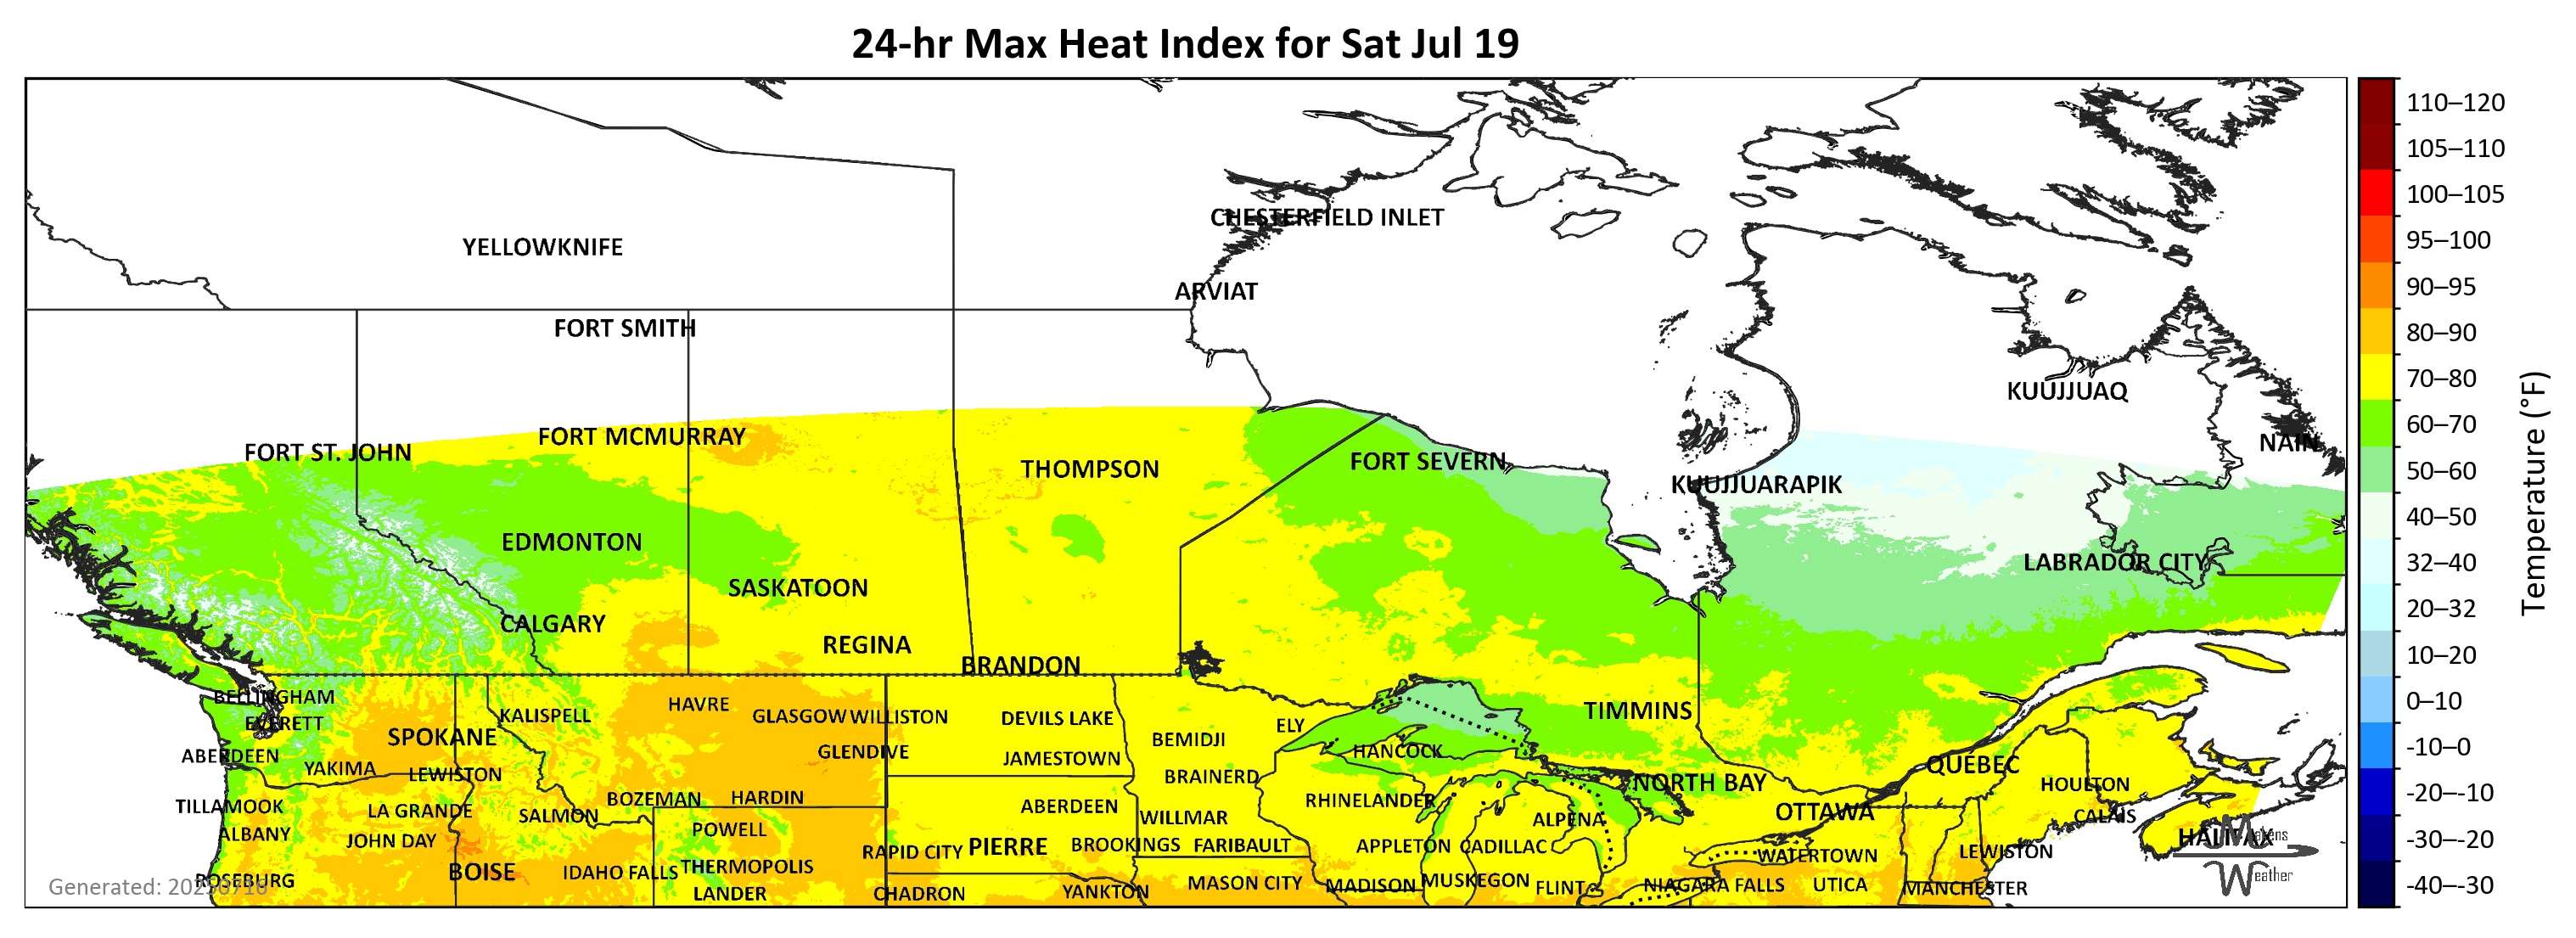 24-hr Max Heat Index for Sat Jul 19
CHESTERFIELD INLET
YELLOWKNIFE
ARVIAT
FORT SMITH
KUUJJUAQ
FORT MCMURRAY
NAIN
FORT ST. JOHN
FORT SEVERN
THOMPSON
KUUJJUARAPIK
EDMONTON
LABRADOR CITY
SASKATOON
CALGARY
REGINA
BRANDON
BELLINGHAM
HAVRE
KALISPELL
GLASGOW WILLISTON
DEVILS LAKE
TIMMINS
EVERETT
ELY
SPOKANE
BEMIDJI
ABERDEEN
GLENDIVE
HANCOCK
JAMESTOWN
QUÉBEC
YAKIMA
LEWISTON
BRAINERD
NORTH BAY
HOULTON
BOZEMAN
HARDIN
RHINELANDER
TILLAMOOK
LA GRANDE
SALMON
ABERDEEN
WILLMAR
OTTAWA
CALAIS
ALPENA
ALBANY
POWELL
JOHN DAY
HALIFAX
Makens
Weather
RAPID CITY
PIERRE
BROOKINGS
FARIBAULT
APPLETON
CADILLAC
WATERTOWN
LEWISTON
BOISE
IDAHO FALLS
THERMOPOLIS
ROSEBURG
Generated: 20250716
LANDER
CHADRON
YANKTON
MASON CITY
MADISON
MUSKEGON
FLINT
NIAGARA FALLS
UTICA
MANCHESTER
110–120
105–110
100–105
95–100
90–95
80–90
70–80
60–70
50–60
40–50
32–40
20–32
10–20
0–10
-10–0
-20–-10
-30–-20
-40–-30
Temperature (°F)